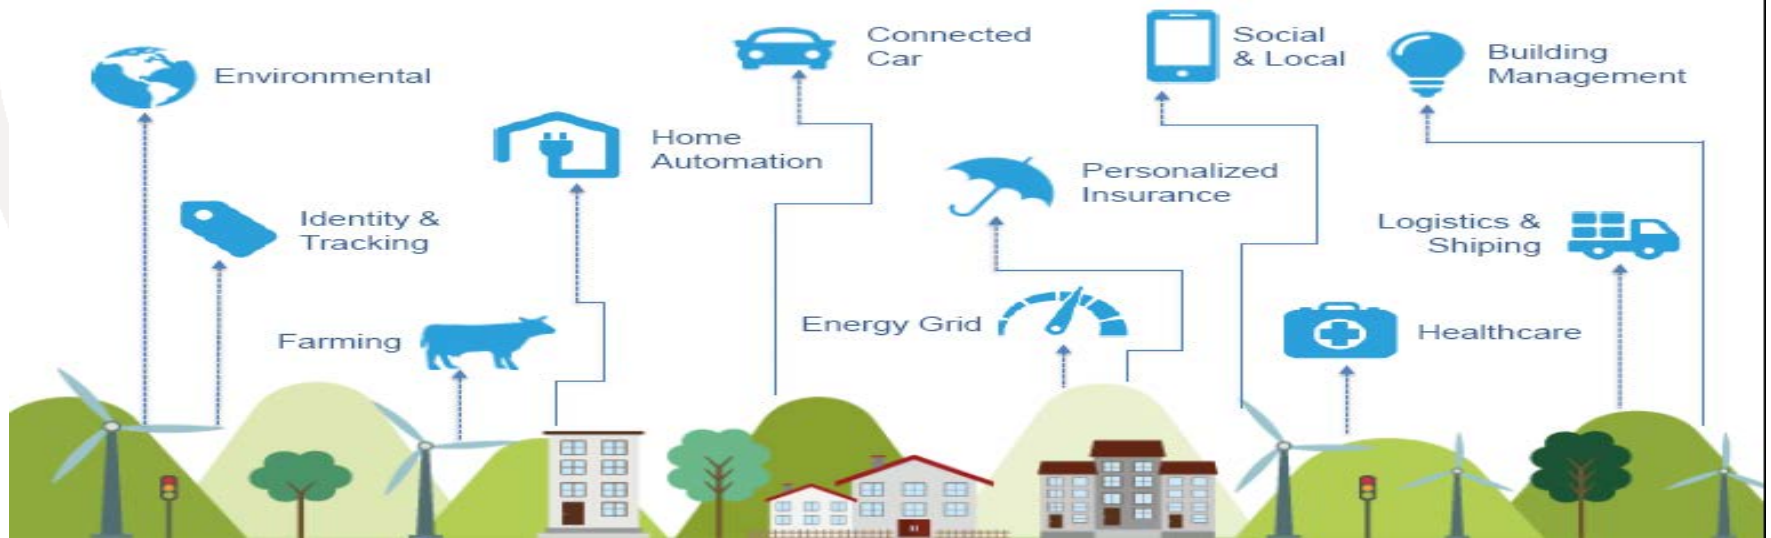 Environmental
Identity &
Tracking
Farming
Home
Automation
Connected
Car
Personalized
Insurance
Energy Grid
Social
& Local
Building
Management
Logistics &
Shiping
Healthcare